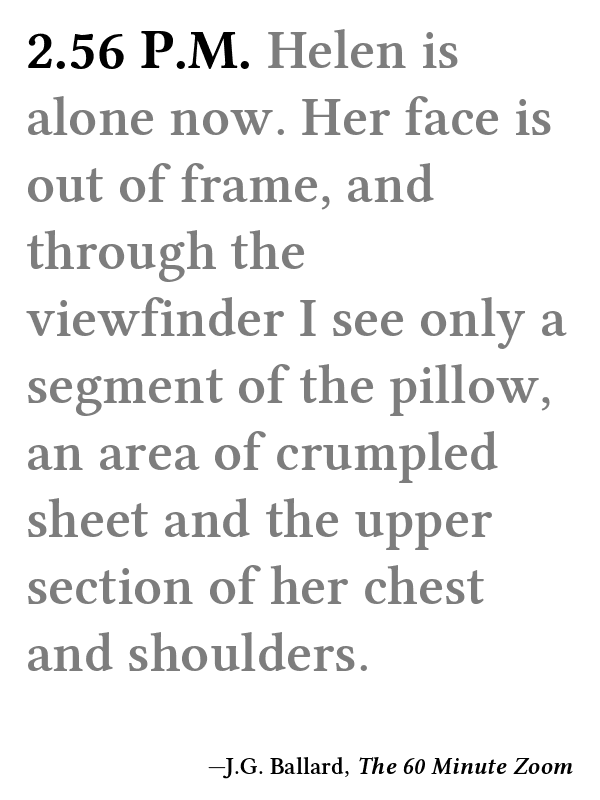 2.56 P.M. Helen is
alone now. Her face is
out of frame, and
through the
viewfinder I see only a
segment of the pillow,
an area of crumpled
sheet and the upper
section of her chest
and shoulders.
—J.G. Ballard, The 60 Minute Zoom